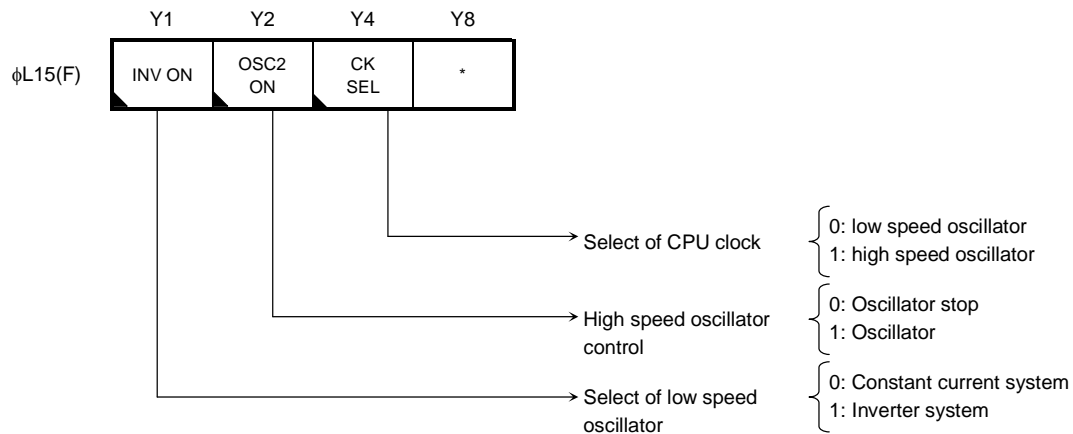 Y1 Y2 Y4 Y8
ϕL15(F) INV ON OSC2 ON CK SEL *
Select of CPU clock
0: low speed oscillator
1: high speed oscillator
High speed oscillator
control
0: Oscillator stop
1: Oscillator
Select of low speed
oscillator
0: Constant current system
1: Inverter system